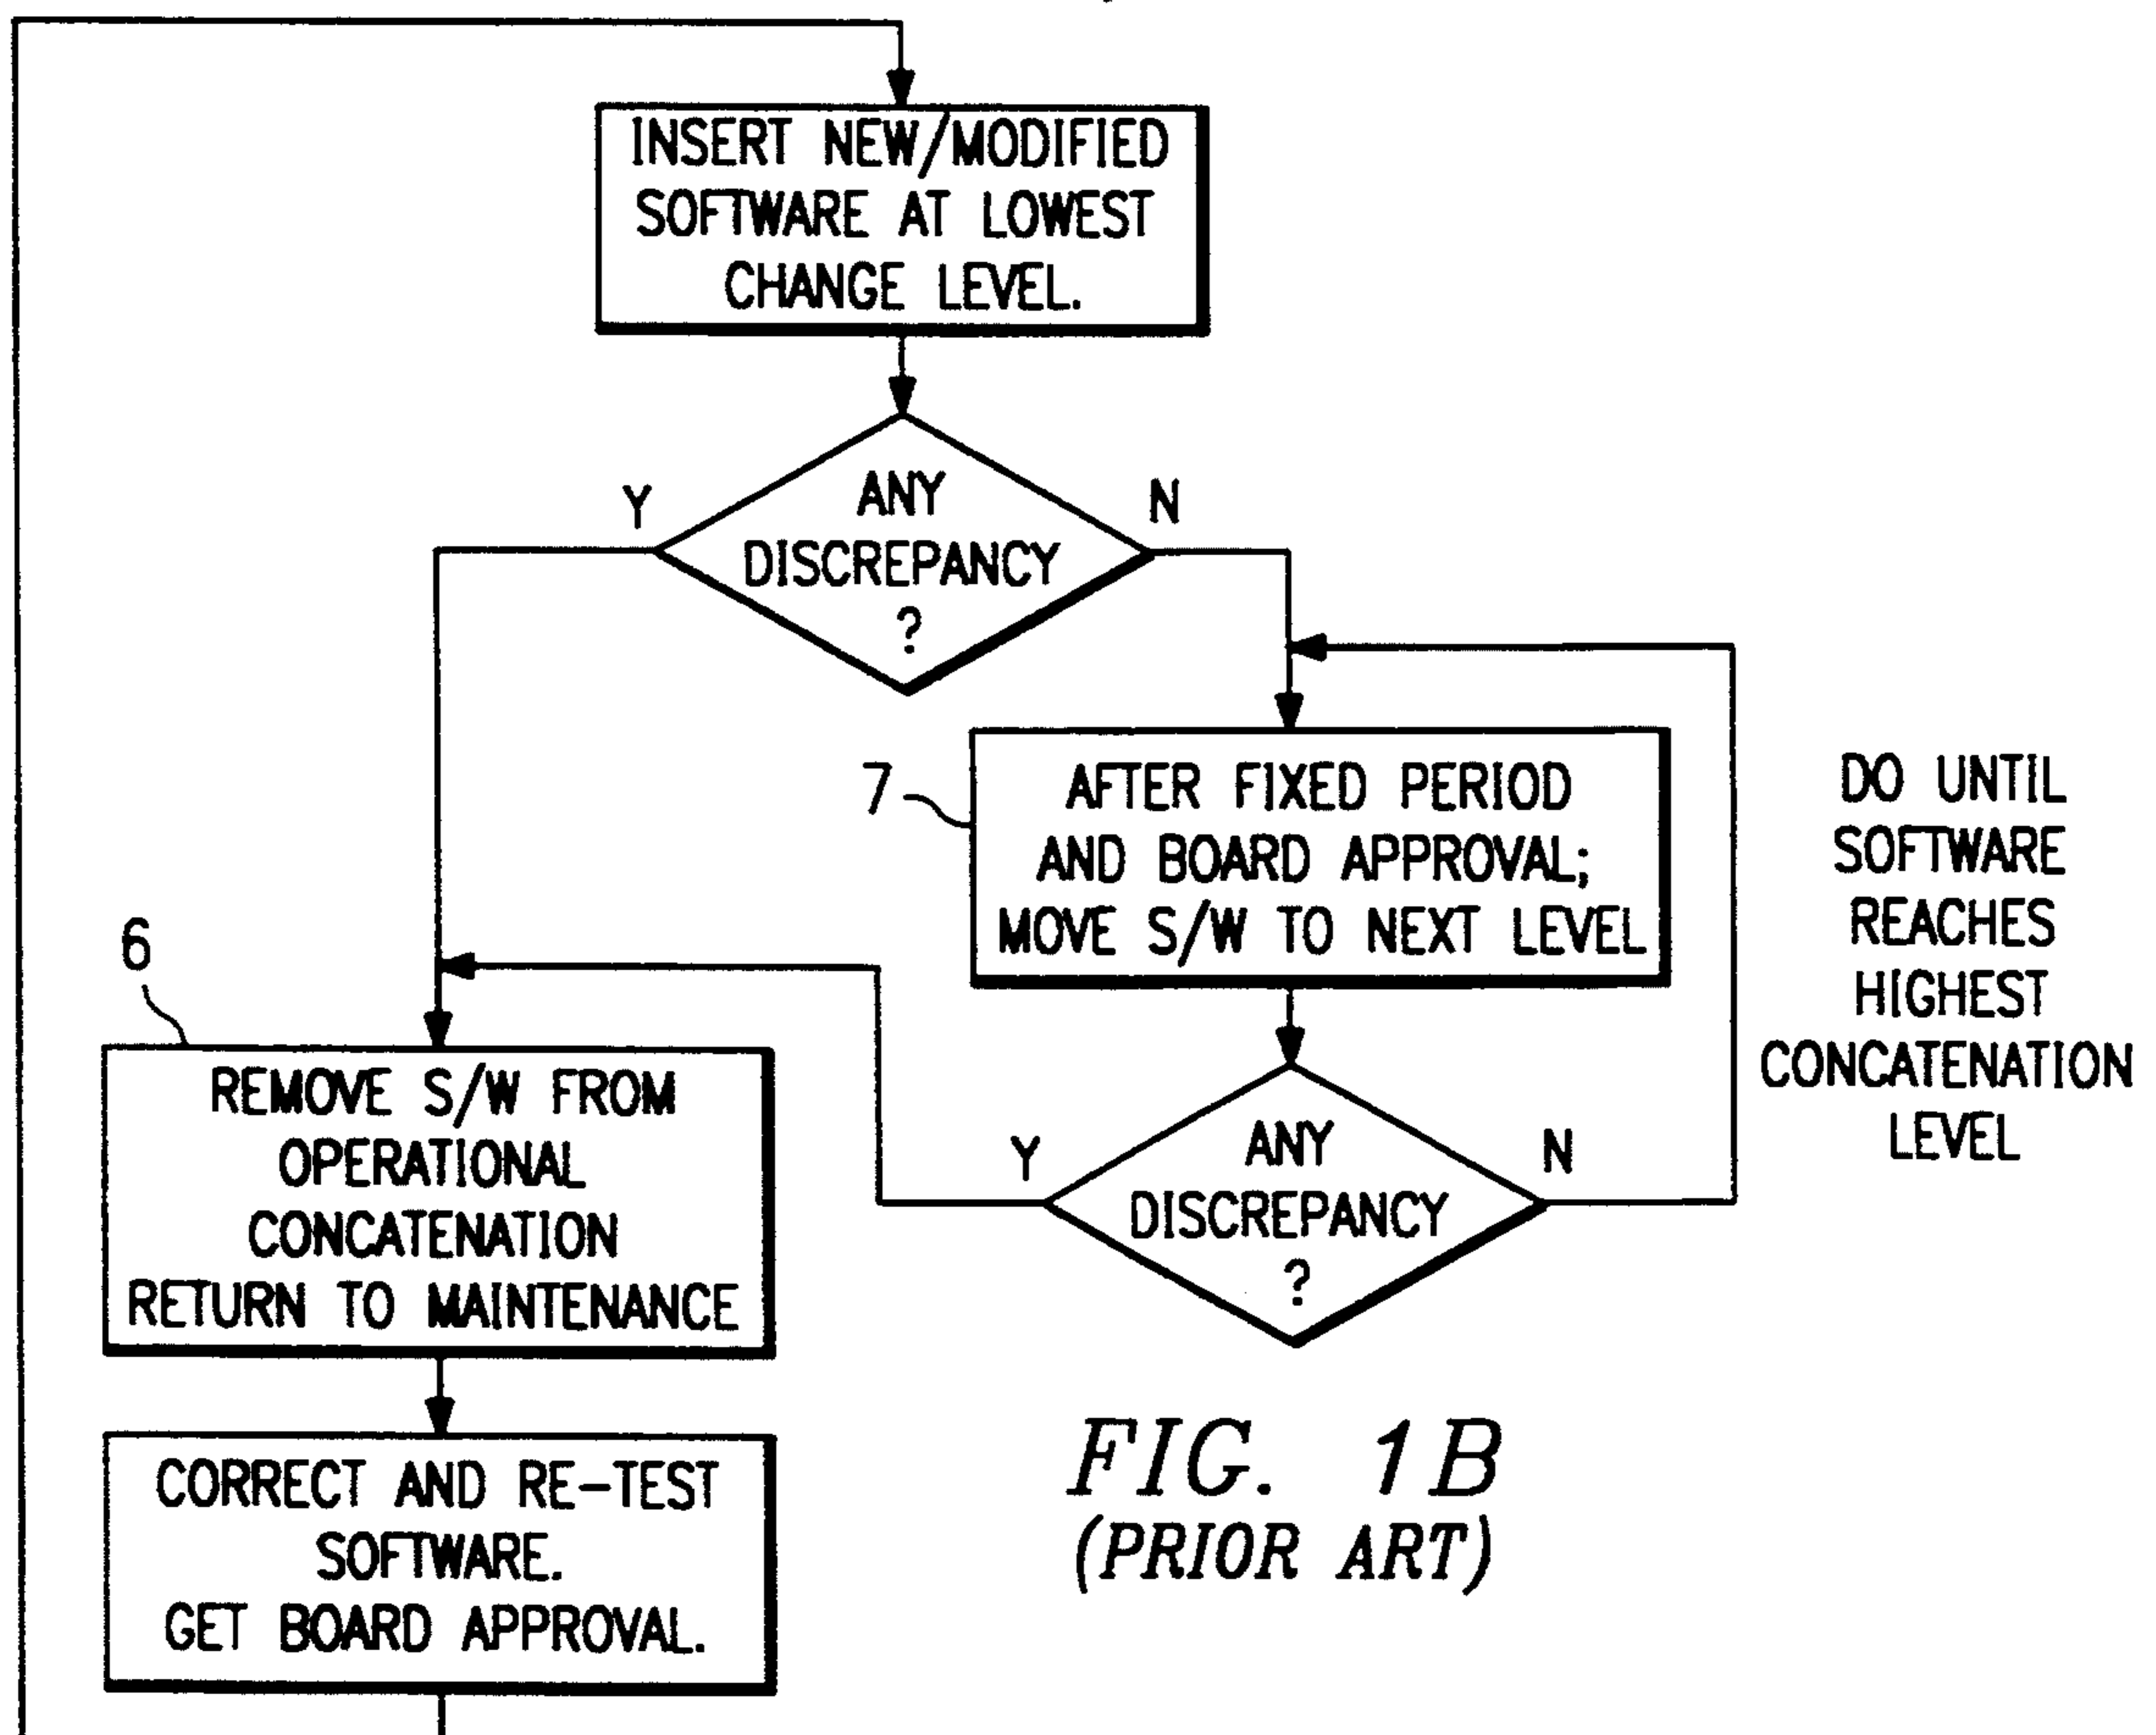 INSERT NEW/MODIFIED
SOFTWARE AT LOWEST
CHANGE LEVEL.
Y
ANY
DISCREPANCY
?
N
7
AFTER FIXED PERIOD
AND BOARD APPROVAL;
MOVE S/W TO NEXT LEVEL
DO UNTIL
SOFTWARE
REACHES
HIGHEST
CONCATENATION
LEVEL
6
REMOVE S/W FROM
OPERATIONAL
CONCATENATION
RETURN TO MAINTENANCE
Y
ANY
DISCREPANCY
?
N
CORRECT AND RE-TEST
SOFTWARE.
GET BOARD APPROVAL.
FIG. 1B
(PRIOR ART)